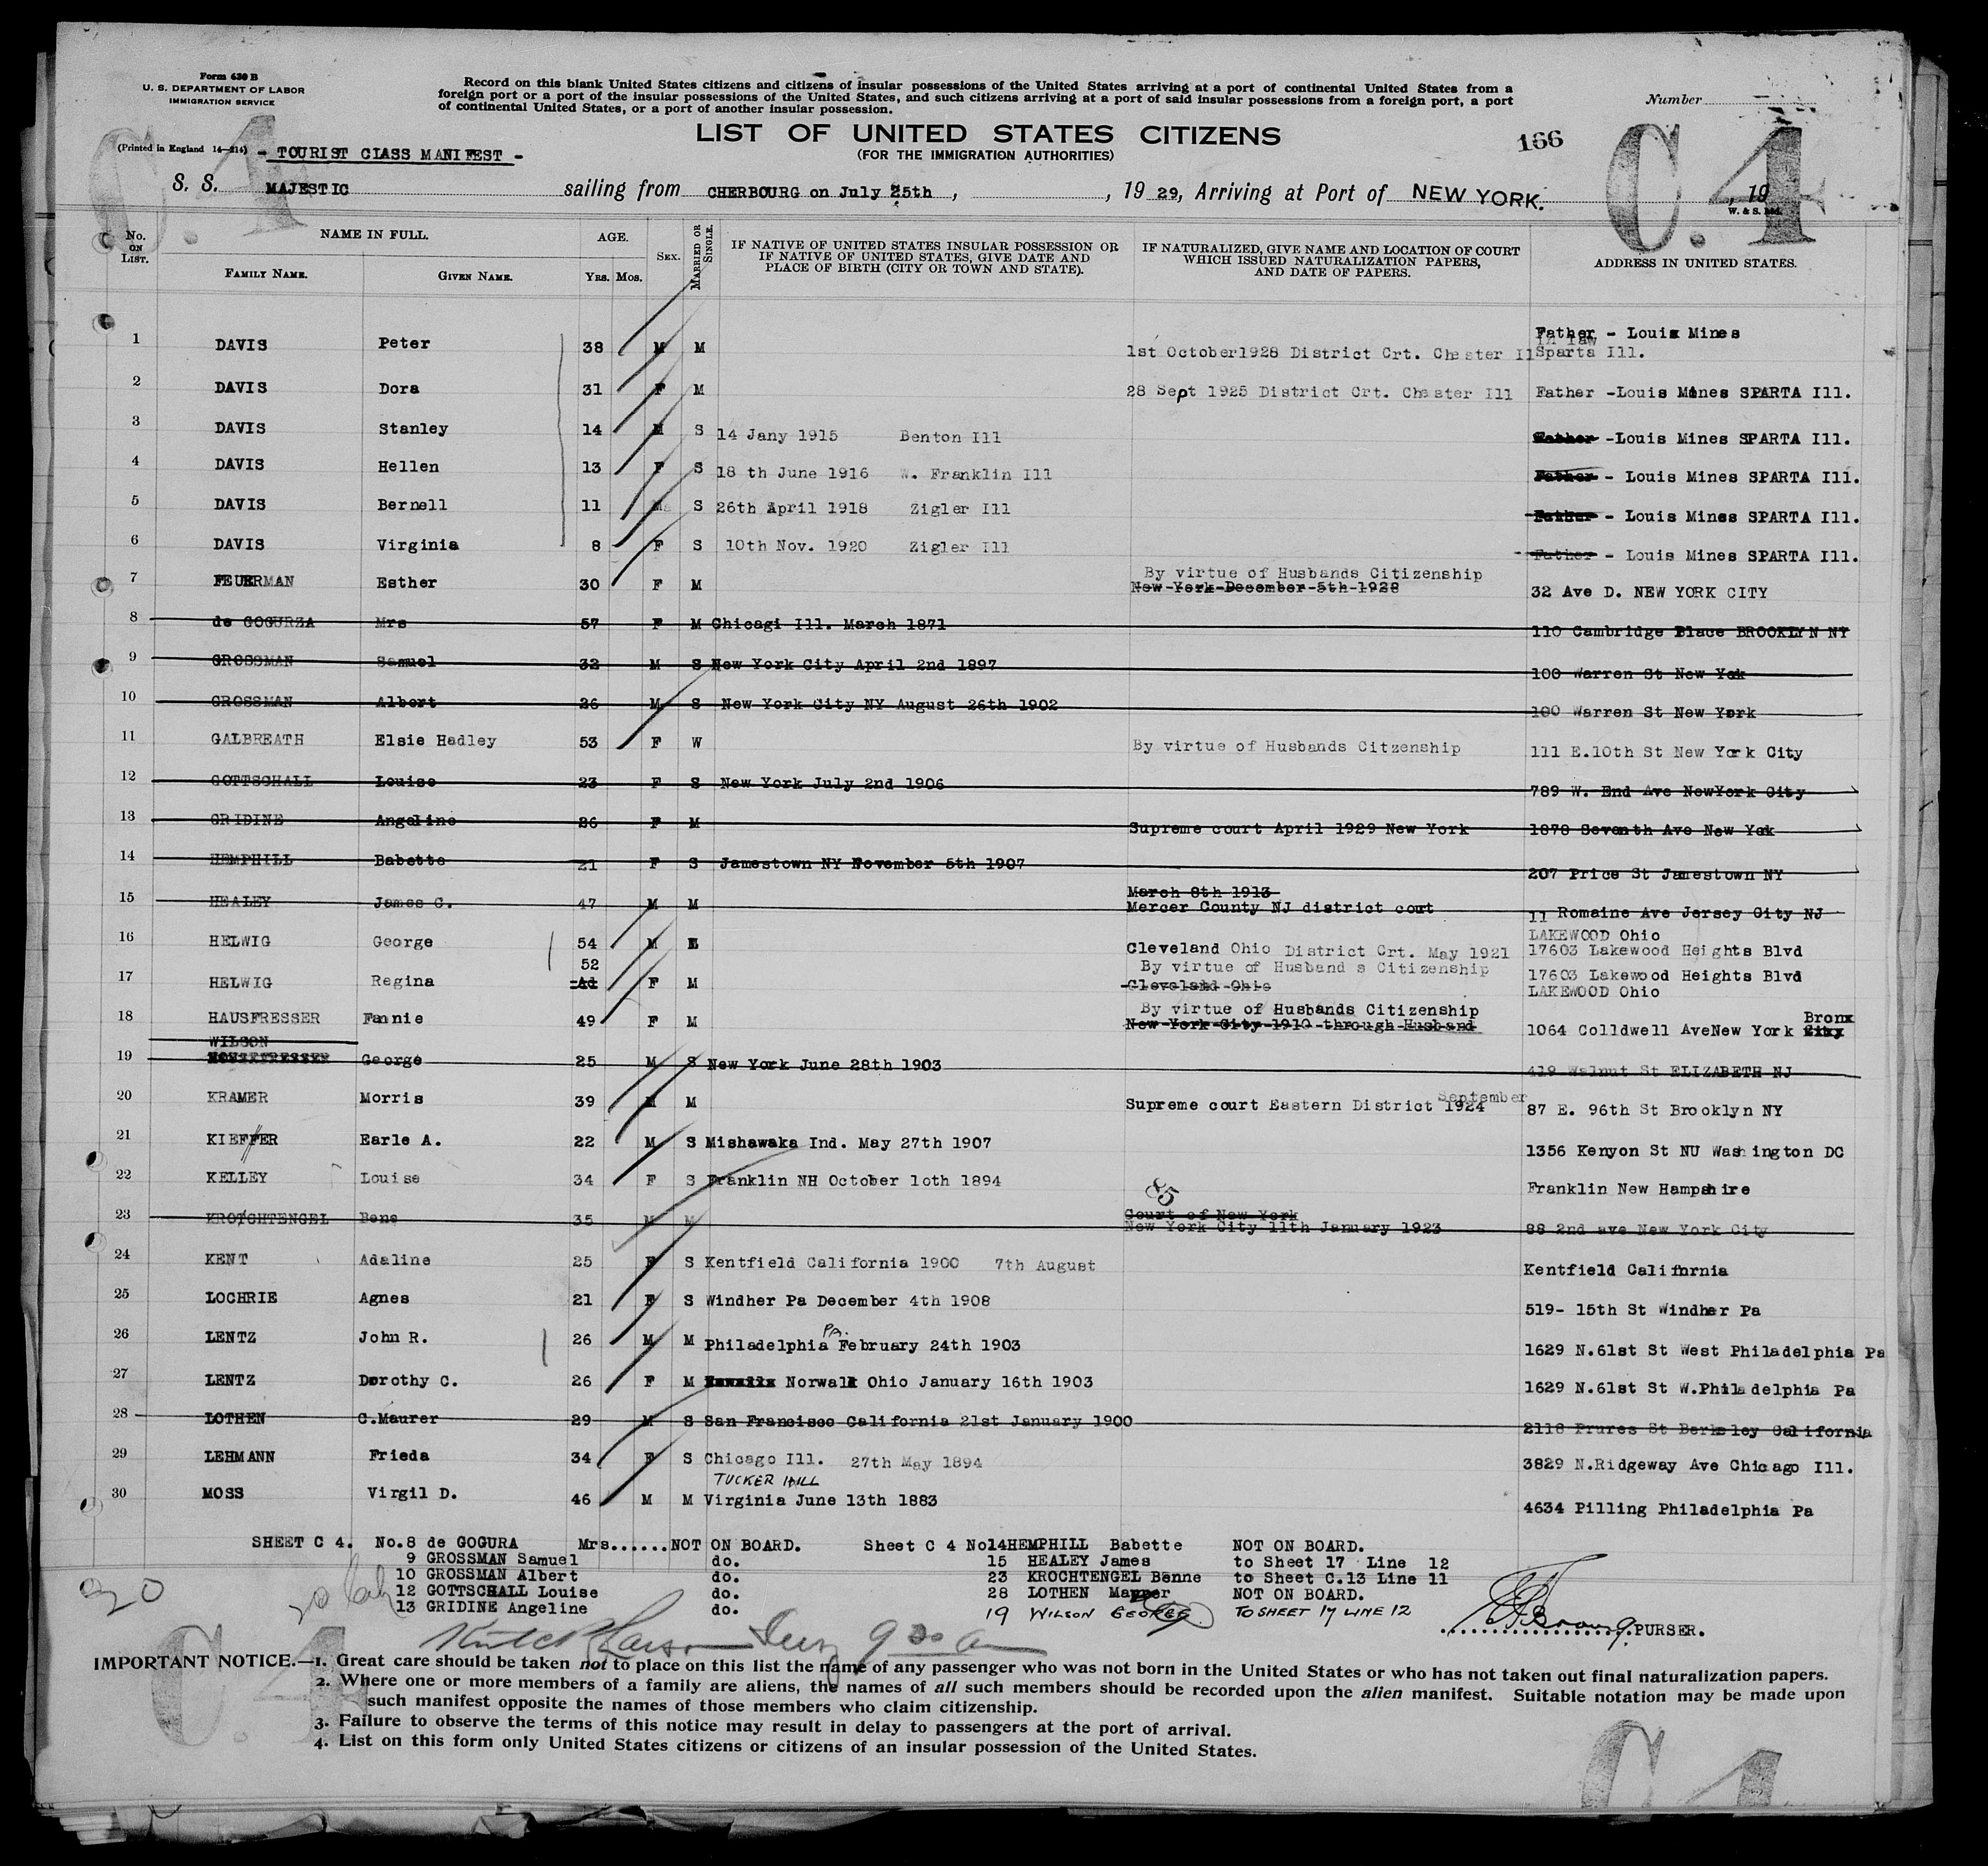 Form 630 B
U. S. DEPARTMENT OF LABOR
IMMIGRATION SERVICE
(Printed in England 14—214)
Record on this blank United States citizens and citizens of insular possessions of the United States arriving at a port of continental United States from a
foreign port or a port of the insular possessions of the United States, and such citizens arriving at a port of said insular possessions from a foreign port, a port
of continental United States, or a port of another insular possession.
Number
LIST OF UNITED STATES CITIZENS
(FOR THE IMMIGRATION AUTHORITIES)
166
C. 4
C. 4
- TOURIST CLASS MANIFEST -
S. S. MAJESTIC sailing from CHERBOURG on July 25th , , 19 29, Arriving at Port of NEW YORK. , 19
W. & S. Ltd.
No. ON LIST. NAME IN FULL. FAMILY NAME. GIVEN NAME. AGE. YRS. MOS. SEX. MARRIED OR SINGLE.
IF NATIVE OF UNITED STATES INSULAR POSSESSION OR
IF NATIVE OF UNITED STATES, GIVE DATE AND
PLACE OF BIRTH (CITY OR TOWN AND STATE).
IF NATURALIZED, GIVE NAME AND LOCATION OF COURT
WHICH ISSUED NATURALIZATION PAPERS,
AND DATE OF PAPERS.
ADDRESS IN UNITED STATES.
1 DAVIS Peter 38 M M 1st October1928 District Crt. Chester Il Father - Louis Mines
in law
Sparta Ill.
2 DAVIS Dora 31 F M 28 Sept 1925 District Crt. Chester Ill Father -Louis Mines SPARTA Ill.
3 DAVIS Stanley 14 M S 14 Jany 1915 Benton Ill Father -Louis Mines SPARTA Ill.
4 DAVIS Hellen 13 F S 18 th June 1916 W. Franklin Ill Father - Louis Mines SPARTA Ill.
5 DAVIS Bernell 11 S 26th April 1918 Zigler Ill Father - Louis Mines SPARTA Ill.
6 DAVIS Virginia 8 F S 10th Nov. 1920 Zigler Ill Father - Louis Mines SPARTA Ill.
7 FEUERMAN Esther 30 F M By virtue of Husbands Citizenship
New York December 5th 1928 32 Ave D. NEW YORK CITY
8 de GOGURZA Mrs 57 F M Chicagi Ill. March 1871 110 Cambridge Place BROOKLYN NY
9 GROSSMAN Samuel 32 M S New York City April 2nd 1897 100 Warren St New Yok
10 GROSSMAN Albert 26 M S New York City NY August 26th 1902 100 Warren St New York
11 GALBREATH Elsie Hadley 53 F W By virtue of Husbands Citzenship 111 E.10th St New York City
12 GOTTSCHALL Louise 23 F S New York July 2nd 1906 789 W. End Ave NewYork City
13 GRIDINE Angeline 26 F M Supreme court April 1929 New York 1878 Seventh Ave New Yok
14 HEMPHILL Babette 21 F S Jamestown NY November 5th 1907 207 Price St Jamestown NY
15 HEALEY James C. 47 M M March 8th 1913
Mercer County NJ district court 11 Romaine Ave Jersey City NJ
16 HELWIG George 54 M Cleveland Ohio District Crt. May 1921 LAKEWOOD Ohio
17603 Lakewood Heights Blvd
17 HELWIG Regina 52 Ad F M By virtue of Husband s Citizenship
Cleveland Ohio 17603 Lakewood Heights Blvd
LAKEWOOD Ohio
18 HAUSFRESSER Fannie 49 F M By virtue of Husbands Citizenship
New York City 1910 through Husband 1064 Colldwell AveNew York Bronx
City
WILSON
19 HOUSEFRESSER George 25 M S New York June 28th 1903 419 Walnut St ELIZABETH NJ
20 KRAMER Morris 39 M M Supreme court Eastern District September 1924 87 E. 96th St Brooklyn NY
21 KIEFFER Earle A. 22 M S Mishawaka Ind. May 27th 1907 1356 Kenyon St NU Washington DC
22 KELLEY Louise 34 F S Franklin NH October 1oth 1894 Franklin New Hampshire
85
23 KROTCHTENGEL Bene 35 M M Court of New York
New York City 11th January 1923 88 2nd ave New York City
24 KENT Adaline 25 F S Kentfield California 1900 7th August Kentfield California
25 LOCHRIE Agnes 21 F S Windher Pa December 4th 1908 519- 15th St Windher Pa
26 LENTZ John R. 26 M M Philadelphia PA. February 24th 1903 1629 N.61st St West Philadelphia Pa
27 LENTZ Dorothy C. 26 F M Norwalk Ohio January 16th 1903 1629 N.61st St W.Philadelphia Pa
28 LOTHEN C.Maurer 29 M S San Francisco California 21st January 1900 2118 Prures St Berkeley California
29 LEHMANN Frieda 34 F S Chicago Ill. 27th May 1894 3829 N.Ridgeway Ave Chicago Ill.
TUCKER HILL
30 MOSS Virgil D. 46 M M Virginia June 13th 1883 4634 Pilling Philadelphia Pa
SHEET C 4. No.8 de GOGURA Mrs......NOT ON BOARD. Sheet C 4 No14HEMPHILL Babette NOT ON BOARD.
9 GROSSMAN Samuel do. 15 HEALEY James to Sheet 17 Line 12
10 GROSSMAN Albert do. 23 KROCHTENGEL Benne to Sheet C.13 Line 11
12 GOTTSCHALL Louise do. 28 LOTHEN NOT ON BOARD.
13 GRIDINE Angeline do. 19 WILSON GEORGE TO SHEET 17 LINE 12
30
PURSER.
IMPORTANT NOTICE.—1. Great care should be taken not to place on this list the name of any passenger who was not born in the United States or who has not taken out final naturalization papers.
2. Where one or more members of a family are aliens, the names of all such members should be recorded upon the alien manifest. Suitable notation may be made upon
such manifest opposite the names of those members who claim citizenship.
3. Failure to observe the terms of this notice may result in delay to passengers at the port of arrival.
4. List on this form only United States citizens or citizens of an insular possession of the United States.
C. 4
C. 4